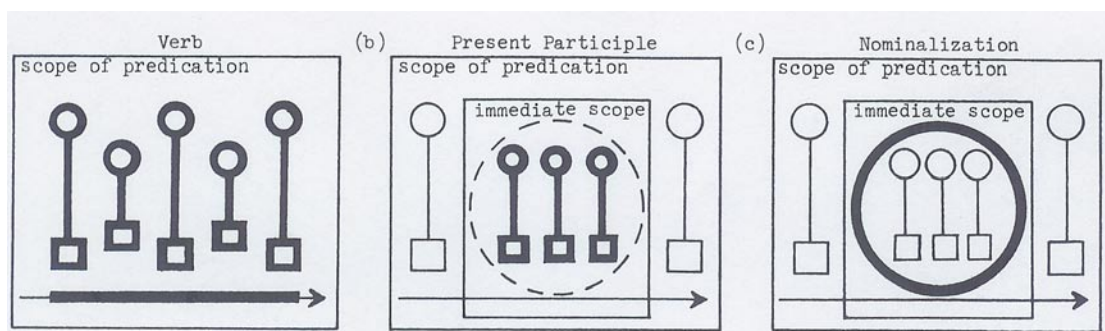 Verb
scope of predication
(b)
Present Participle
scope of predication
immediate scope
(c)
Nominalization
scope of predication
immediate scope